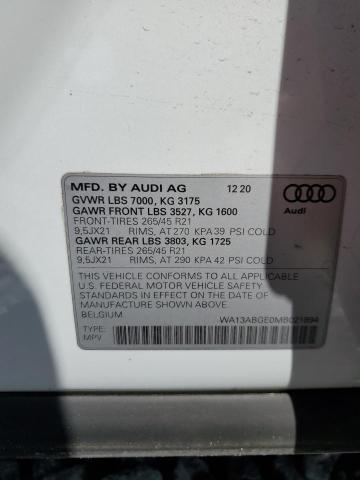 MFD. BY AUDI AG 12 20
GVWR LBS 7000, KG 3175
GAWR FRONT LBS 3527, KG 1600
FRONT-TIRES 265/45 R21
9,5JX21 RIMS, AT 270 KPA 39 PSI COLD
GAWR REAR LBS 3803, KG 1725
REAR-TIRES 265/45 R21
9,5JX21 RIMS, AT 290 KPA 42 PSI COLD
Audi
THIS VEHICLE CONFORMS TO ALL APPLICABLE
U.S. FEDERAL MOTOR VEHICLE SAFETY
STANDARDS IN EFFECT ON THE DATE OF
MANUFACTURE SHOWN ABOVE.
BELGIUM
WA13ABGE0MB021894
TYPE:
MPV